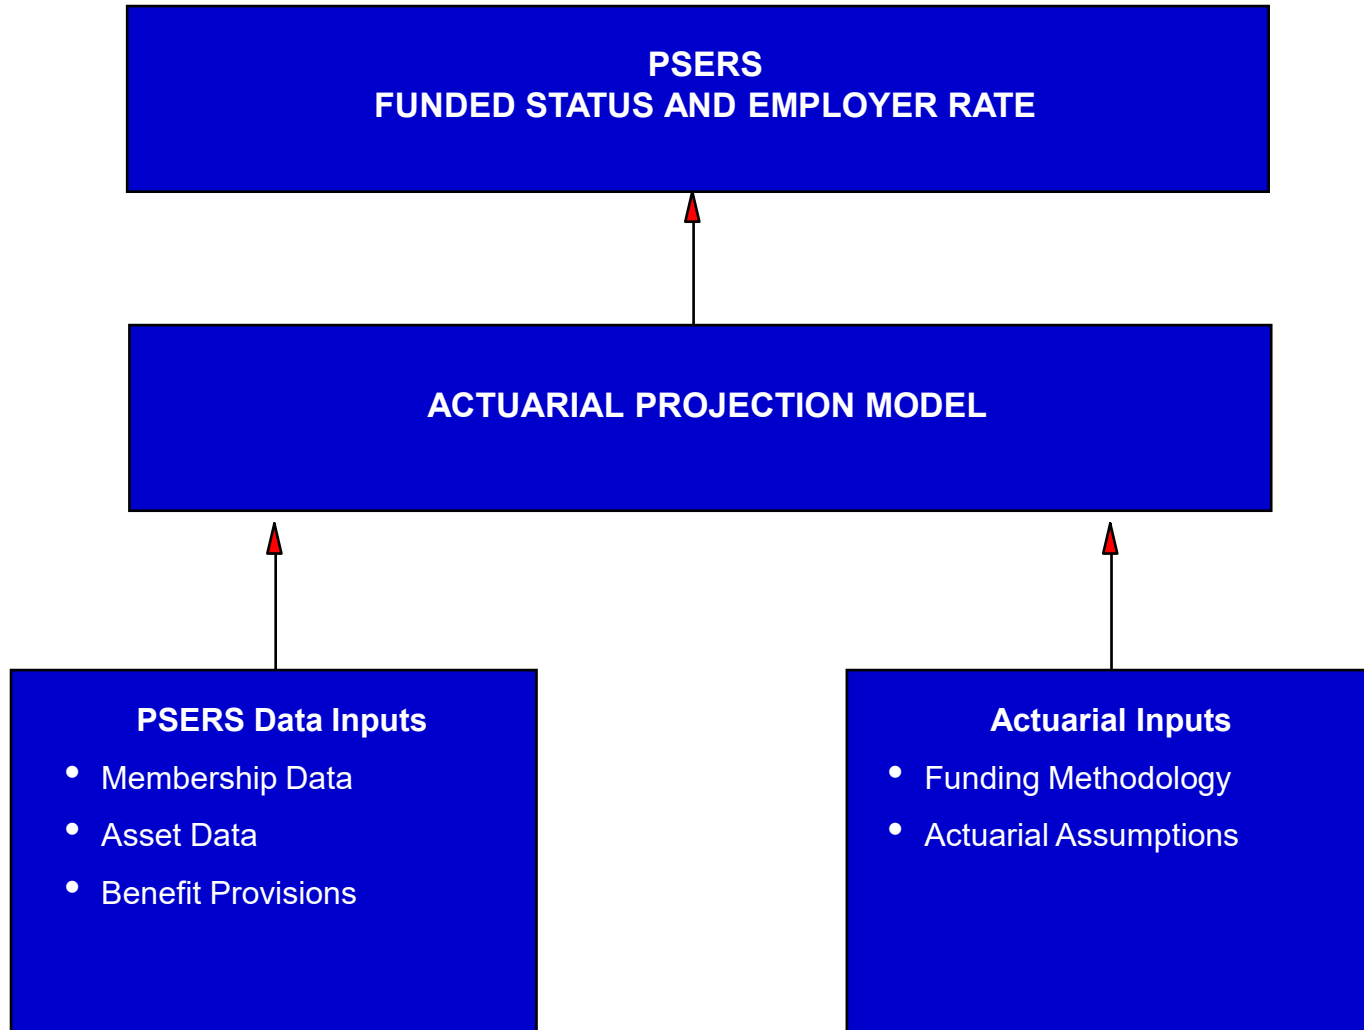 PSERS
FUNDED STATUS AND EMPLOYER RATE
ACTUARIAL PROJECTION MODEL
PSERS Data Inputs
• Membership Data
• Asset Data
• Benefit Provisions
Actuarial Inputs
• Funding Methodology
• Actuarial Assumptions